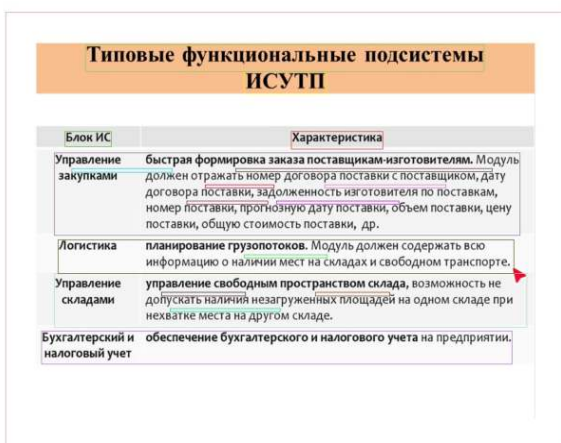 Типовые функциональные подсистемы
ИСУТП
Блок ИС Характеристика
Управление быстрая формировка заказа поставщикам-изготовителям. Модуль
закупками должен отражать номер договора поставки с поставщиком, дату
договора поставки, задолженность изготовителя по поставкам,
номер поставки, прогнозную дату поставки, объем поставки, цену
поставки, общую стоимость поставки, др.
Логистика планирование грузопотоков. Модуль должен содержать всю
информацию о наличии мест на складах и свободном транспорте.
Управление управление свободным пространством склада, возможность не
складами допускать наличия незагруженных площадей на одном складе при
нехватке места на другом складе.
Бухгалтерский и обеспечение бухгалтерского и налогового учета на предприятии.
налоговый учет